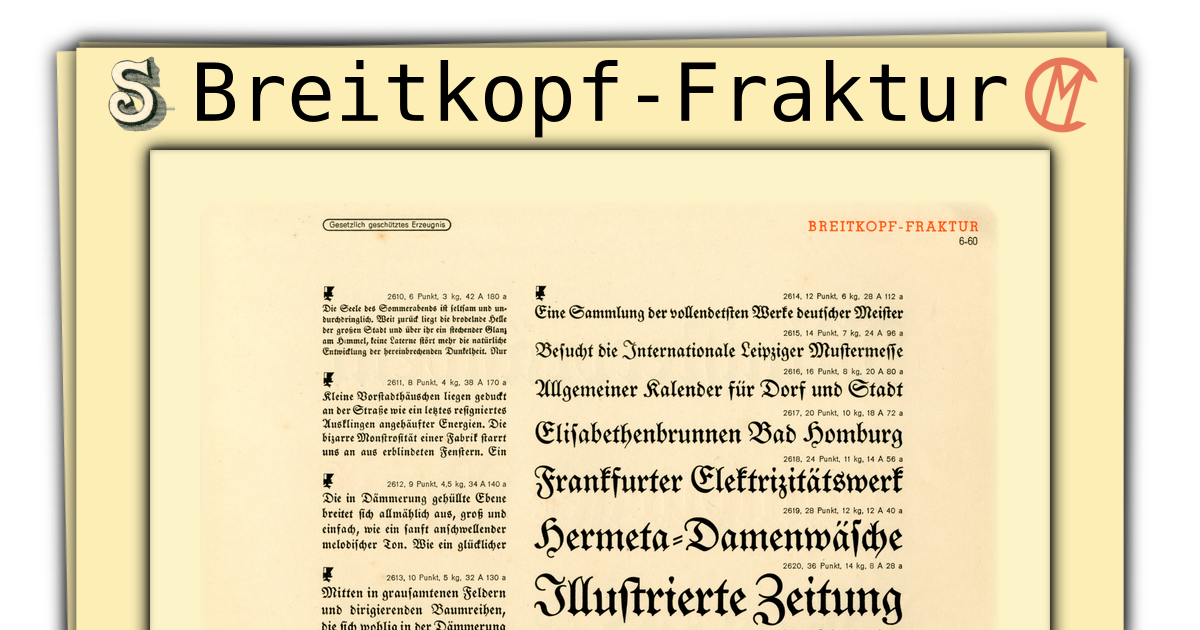 Breitkopf-Fraktur
Gesetzlich geschütztes Erzeugnis
BREITKOPF-FRAKTUR
6-60
2610, 6 Punkt, 3 kg, 42 A 180 a
Die Seele des Sommerabends ist seltsam und un-
durchdringlich. Weit zurück liegt die brodelnde Helle
der großen Stadt und über ihr ein stechender Glanz
am Himmel, keine Laterne stört mehr die natürliche
Entwicklung der hereinbrechenden Dunkelheit. Nur
2611, 8 Punkt, 4 kg, 38 A 170 a
Kleine Vorstadthäuschen liegen geduckt
an der Straße wie ein letztes resigniertes
Ausklingen angehäufter Energien. Die
bizarre Monstrosität einer Fabrik starrt
uns an aus erblindeten Fenstern. Ein
2612, 9 Punkt, 4,5 kg, 34 A 140 a
Die in Dämmerung gehüllte Ebene
breitet sich allmählich aus, groß und
einfach, wie ein sanft anschwellender
melodischer Ton. Wie ein glücklicher
2613, 10 Punkt, 5 kg, 32 A 130 a
Mitten in grausamtenen Feldern
und dirigierenden Baumreihen,
die sich wohlig in der Dämmerung
2614, 12 Punkt, 6 kg, 28 A 112 a
Eine Sammlung der vollendetsten Werke deutscher Meister
2615, 14 Punkt, 7 kg, 24 A 96 a
Besucht die Internationale Leipziger Mustermesse
2616, 16 Punkt, 8 kg, 20 A 80 a
Allgemeiner Kalender für Dorf und Stadt
2617, 20 Punkt, 10 kg, 18 A 72 a
Elisabethenbrunnen Bad Homburg
2618, 24 Punkt, 11 kg, 14 A 56 a
Frankfurter Elektrizitätswerk
2619, 28 Punkt, 12 kg, 12 A 40 a
Hermeta-Damenwäsche
2620, 36 Punkt, 14 kg, 8 A 28 a
Illustrierte Zeitung